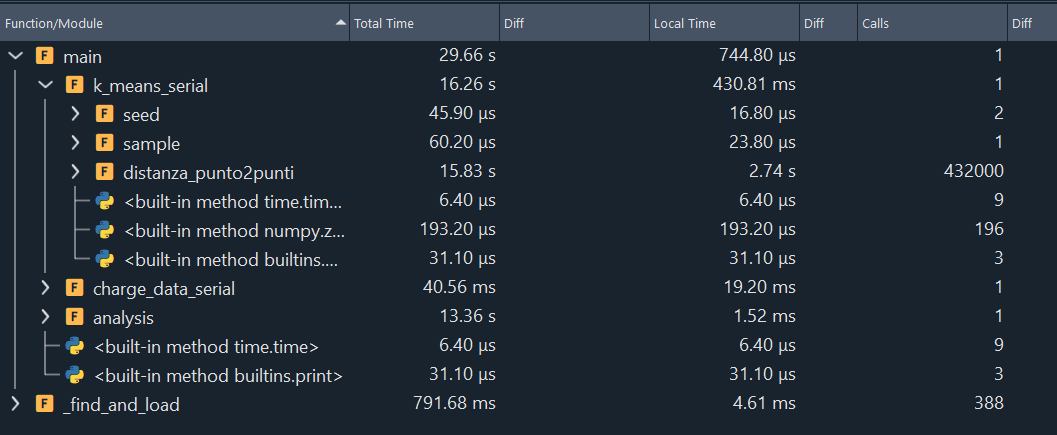 Function/Module Total Time Diff Local Time Diff Calls Diff
F main 29.66 s 744.80 µs 1
F k_means_serial 16.26 s 430.81 ms 1
F seed 45.90 µs 16.80 µs 2
F sample 60.20 µs 23.80 µs 1
F distanza_punto2punti 15.83 s 2.74 s 432000
<built-in method time.tim... 6.40 µs 6.40 µs 9
<built-in method numpy.z... 193.20 µs 193.20 µs 196
<built-in method builtins.... 31.10 µs 31.10 µs 3
F charge_data_serial 40.56 ms 19.20 ms 1
F analysis 13.36 s 1.52 ms 1
<built-in method time.time> 6.40 µs 6.40 µs 9
<built-in method builtins.print> 31.10 µs 31.10 µs 3
F _find_and_load 791.68 ms 4.61 ms 388